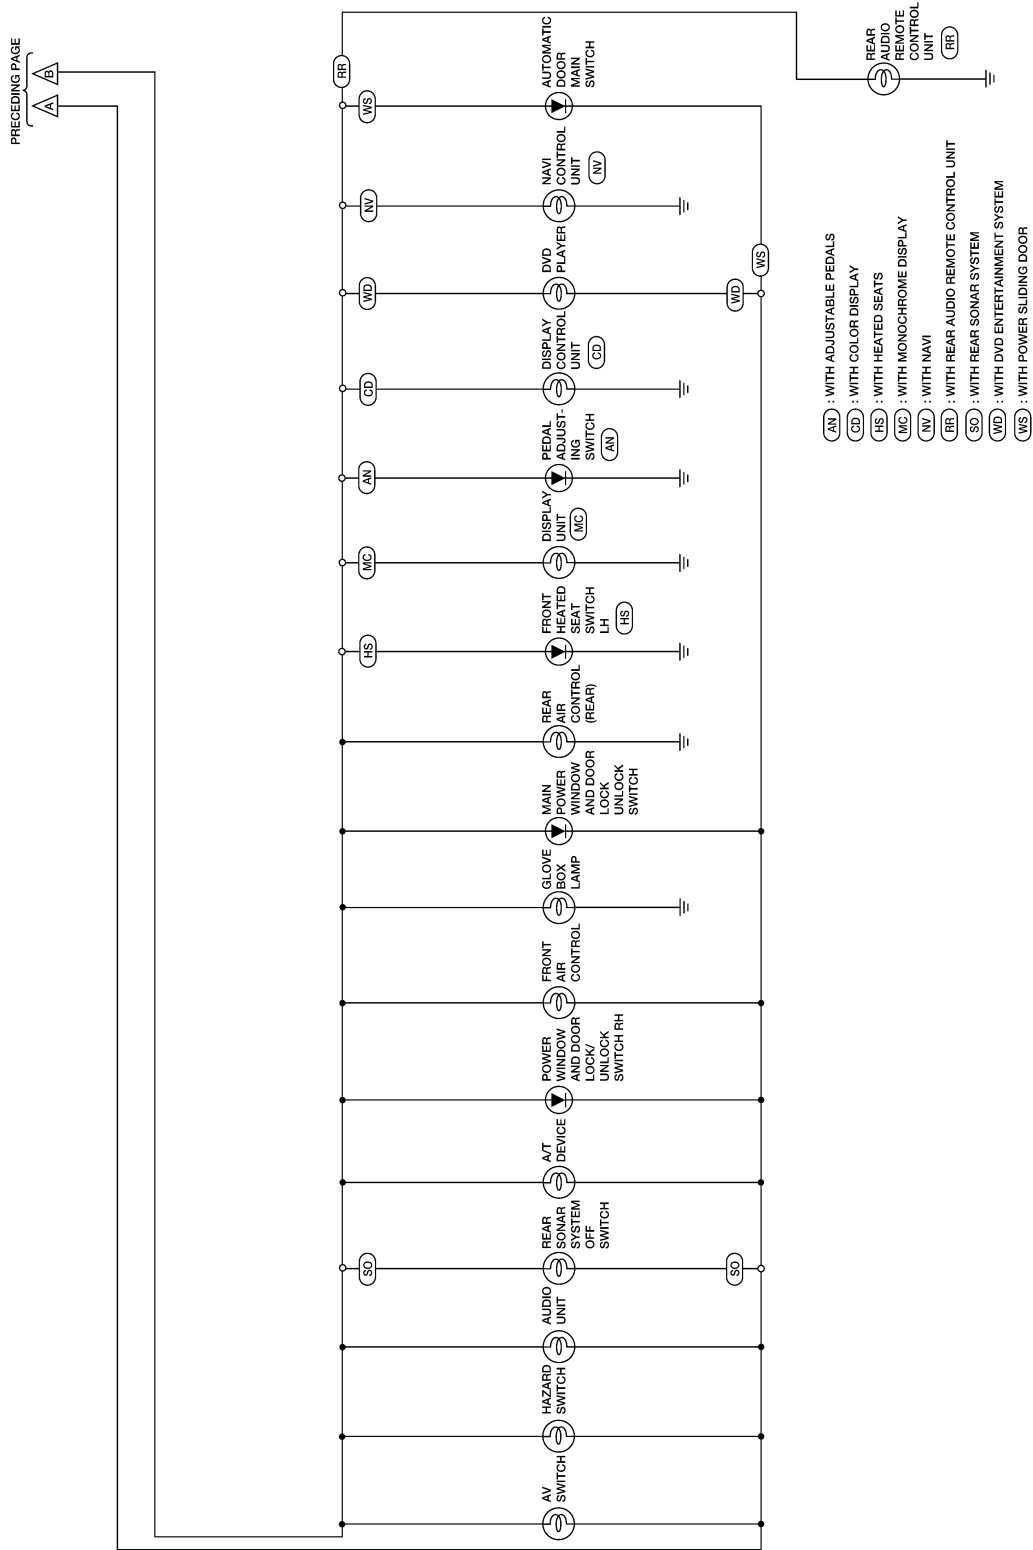 PRECEDING PAGE
A
B
AV
SWITCH
HAZARD
SWITCH
AUDIO
UNIT
SO
REAR
SONAR
SYSTEM
OFF
SWITCH
SO
A/T
DEVICE
POWER
WINDOW
AND DOOR
LOCK/
UNLOCK
SWITCH RH
FRONT
AIR
CONTROL
GLOVE
BOX
LAMP
MAIN
POWER
WINDOW
AND DOOR
LOCK
UNLOCK
SWITCH
REAR
AIR
CONTROL
(REAR)
HS
FRONT
HEATED
SEAT
SWITCH
LH
HS
MC
DISPLAY
UNIT
MC
AN
PEDAL
ADJUST-
ING
SWITCH
AN
CD
DISPLAY
CONTROL
UNIT
CD
WD
DVD
PLAYER
WD
NV
NAVI
CONTROL
UNIT
NV
WS
WS
AUTOMATIC
DOOR
MAIN
SWITCH
RR
REAR
AUDIO
REMOTE
CONTROL
UNIT
RR
AN : WITH ADJUSTABLE PEDALS
CD : WITH COLOR DISPLAY
HS : WITH HEATED SEATS
MC : WITH MONOCHROME DISPLAY
NV : WITH NAVI
RR : WITH REAR AUDIO REMOTE CONTROL UNIT
SO : WITH REAR SONAR SYSTEM
WD : WITH DVD ENTERTAINMENT SYSTEM
WS : WITH POWER SLIDING DOOR